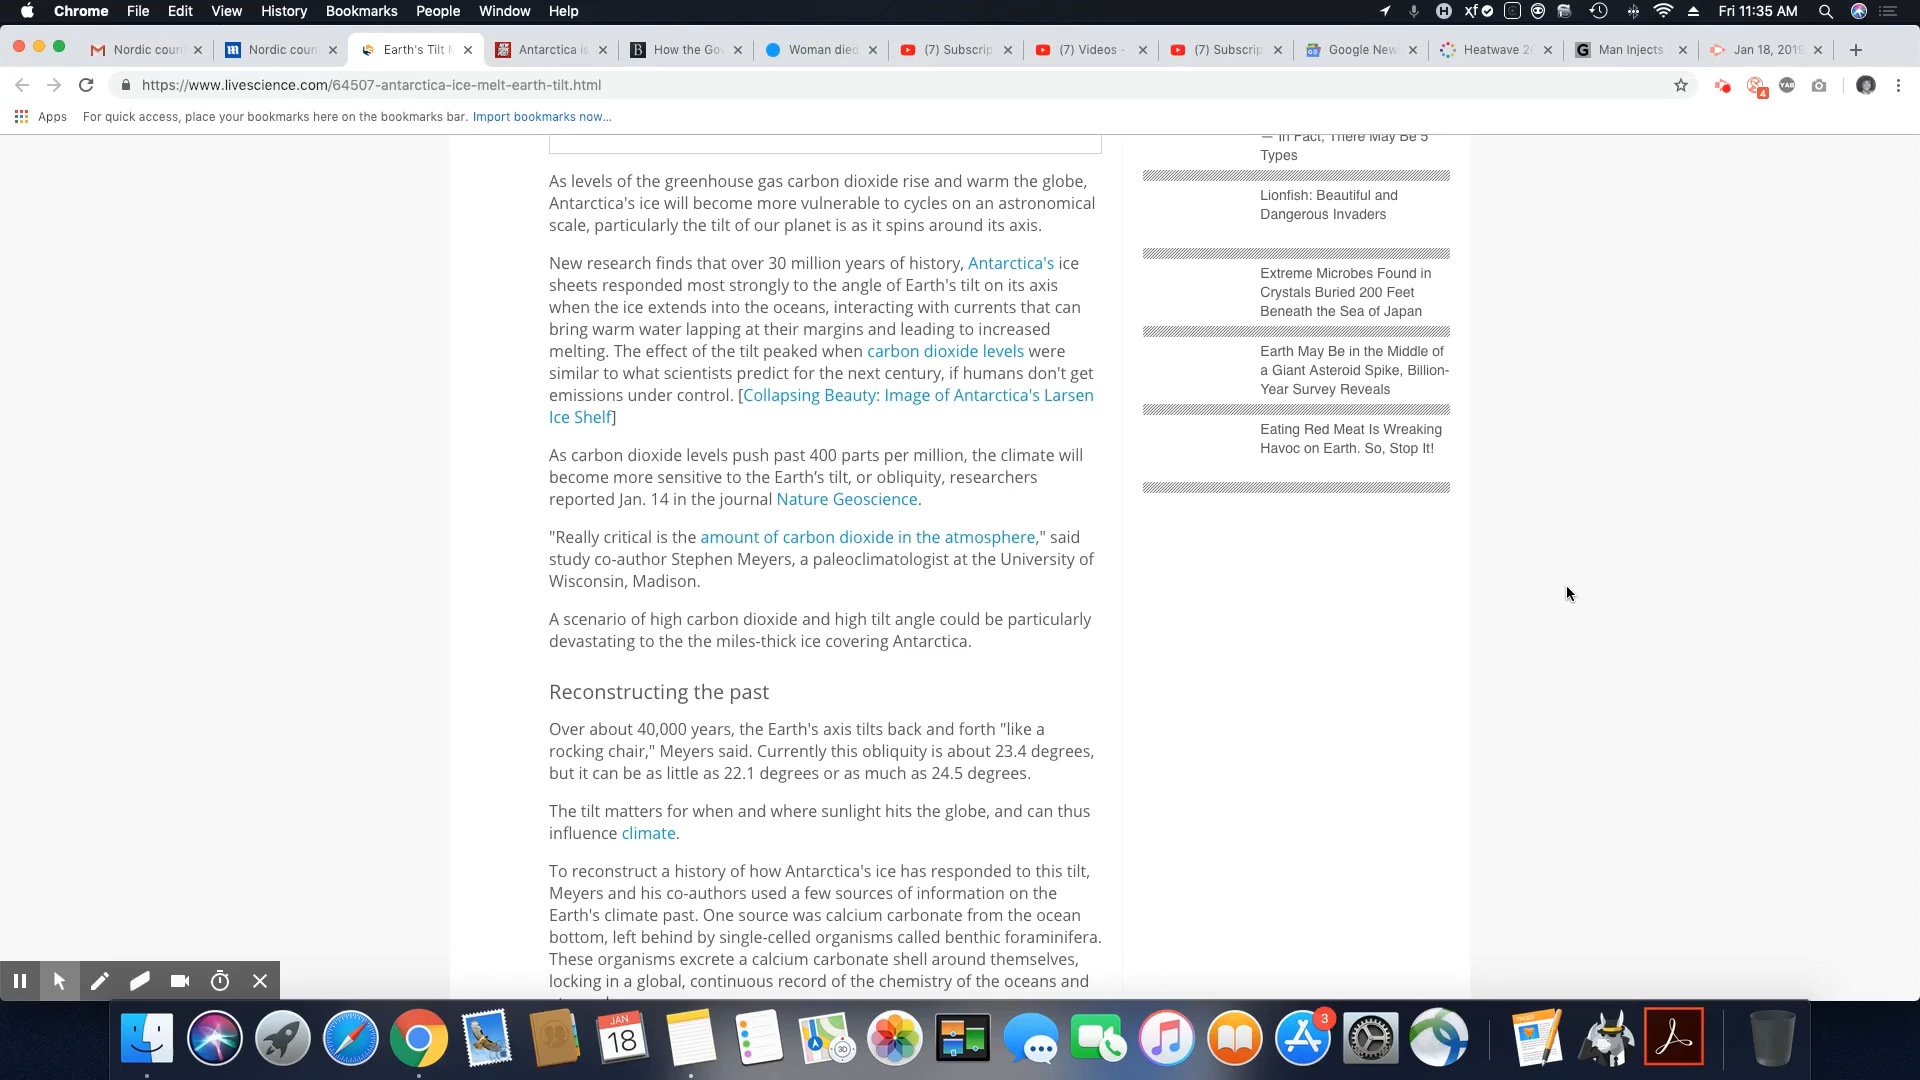 Chrome File Edit View History Bookmarks People Window Help
Fri 11:35 AM
Nordic coun
Nordic coun
Earth's Tilt M
Antarctica is
How the Gov
Woman died
(7) Subscrip
(7) Videos -
(7) Subscrip
Google New
Heatwave 20
Man Injects
Jan 18, 2019
https://www.livescience.com/64507-antarctica-ice-melt-earth-tilt.html
4
YAB
Apps For quick access, place your bookmarks here on the bookmarks bar. Import bookmarks now...
As levels of the greenhouse gas carbon dioxide rise and warm the globe,
Antarctica's ice will become more vulnerable to cycles on an astronomical
scale, particularly the tilt of our planet is as it spins around its axis.
New research finds that over 30 million years of history, Antarctica's ice
sheets responded most strongly to the angle of Earth's tilt on its axis
when the ice extends into the oceans, interacting with currents that can
bring warm water lapping at their margins and leading to increased
melting. The effect of the tilt peaked when carbon dioxide levels were
similar to what scientists predict for the next century, if humans don't get
emissions under control. [Collapsing Beauty: Image of Antarctica's Larsen
Ice Shelf]
As carbon dioxide levels push past 400 parts per million, the climate will
become more sensitive to the Earth’s tilt, or obliquity, researchers
reported Jan. 14 in the journal Nature Geoscience.
"Really critical is the amount of carbon dioxide in the atmosphere," said
study co-author Stephen Meyers, a paleoclimatologist at the University of
Wisconsin, Madison.
A scenario of high carbon dioxide and high tilt angle could be particularly
devastating to the the miles-thick ice covering Antarctica.
Reconstructing the past
Over about 40,000 years, the Earth's axis tilts back and forth "like a
rocking chair," Meyers said. Currently this obliquity is about 23.4 degrees,
but it can be as little as 22.1 degrees or as much as 24.5 degrees.
The tilt matters for when and where sunlight hits the globe, and can thus
influence climate.
To reconstruct a history of how Antarctica's ice has responded to this tilt,
Meyers and his co-authors used a few sources of information on the
Earth's climate past. One source was calcium carbonate from the ocean
bottom, left behind by single-celled organisms called benthic foraminifera.
These organisms excrete a calcium carbonate shell around themselves,
locking in a global, continuous record of the chemistry of the oceans and
— In Fact, There May Be 5
Types
Lionfish: Beautiful and
Dangerous Invaders
Extreme Microbes Found in
Crystals Buried 200 Feet
Beneath the Sea of Japan
Earth May Be in the Middle of
a Giant Asteroid Spike, Billion-
Year Survey Reveals
Eating Red Meat Is Wreaking
Havoc on Earth. So, Stop It!
JAN
18
3D
3
PAGES